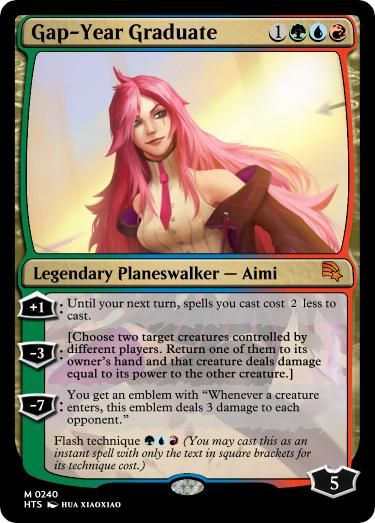 Gap-Year Graduate 1
Legendary Planeswalker — Aimi
+1: Until your next turn, spells you cast cost 2 less to
cast.
[Choose two target creatures controlled by
-3: different players. Return one of them to its
owner's hand and that creature deals damage
equal to its power to the other creature.]
-7: You get an emblem with “Whenever a creature
enters, this emblem deals 3 damage to each
opponent.”
Flash technique (You may cast this as an
instant spell with only the text in square brackets for
its technique cost.)
5
M 0240
HTS HUA XIAOXIAO